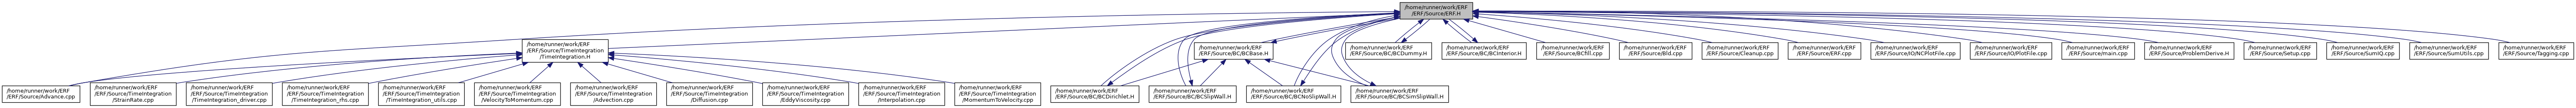 /home/runner/work/ERF
/ERF/Source/ERF.H
/home/runner/work/ERF
/ERF/Source/TimeIntegration
/TimeIntegration.H
/home/runner/work/ERF
/ERF/Source/BC/BCBase.H
/home/runner/work/ERF
/ERF/Source/BC/BCDummy.H
/home/runner/work/ERF
/ERF/Source/BC/BCInterior.H
/home/runner/work/ERF
/ERF/Source/BCfill.cpp
/home/runner/work/ERF
/ERF/Source/Bld.cpp
/home/runner/work/ERF
/ERF/Source/Cleanup.cpp
/home/runner/work/ERF
/ERF/Source/ERF.cpp
/home/runner/work/ERF
/ERF/Source/IO/NCPlotFile.cpp
/home/runner/work/ERF
/ERF/Source/IO/PlotFile.cpp
/home/runner/work/ERF
/ERF/Source/main.cpp
/home/runner/work/ERF
/ERF/Source/ProblemDerive.H
/home/runner/work/ERF
/ERF/Source/Setup.cpp
/home/runner/work/ERF
/ERF/Source/SumIQ.cpp
/home/runner/work/ERF
/ERF/Source/SumUtils.cpp
/home/runner/work/ERF
/ERF/Source/Tagging.cpp
/home/runner/work/ERF
/ERF/Source/Advance.cpp
/home/runner/work/ERF
/ERF/Source/TimeIntegration
/StrainRate.cpp
/home/runner/work/ERF
/ERF/Source/TimeIntegration
/TimeIntegration_driver.cpp
/home/runner/work/ERF
/ERF/Source/TimeIntegration
/TimeIntegration_rhs.cpp
/home/runner/work/ERF
/ERF/Source/TimeIntegration
/TimeIntegration_utils.cpp
/home/runner/work/ERF
/ERF/Source/TimeIntegration
/VelocityToMomentum.cpp
/home/runner/work/ERF
/ERF/Source/TimeIntegration
/Advection.cpp
/home/runner/work/ERF
/ERF/Source/TimeIntegration
/Diffusion.cpp
/home/runner/work/ERF
/ERF/Source/TimeIntegration
/EddyViscosity.cpp
/home/runner/work/ERF
/ERF/Source/TimeIntegration
/Interpolation.cpp
/home/runner/work/ERF
/ERF/Source/TimeIntegration
/MomentumToVelocity.cpp
/home/runner/work/ERF
/ERF/Source/BC/BCDirichlet.H
/home/runner/work/ERF
/ERF/Source/BC/BCSlipWall.H
/home/runner/work/ERF
/ERF/Source/BC/BCNoSlipWall.H
/home/runner/work/ERF
/ERF/Source/BC/BCSimSlipWall.H